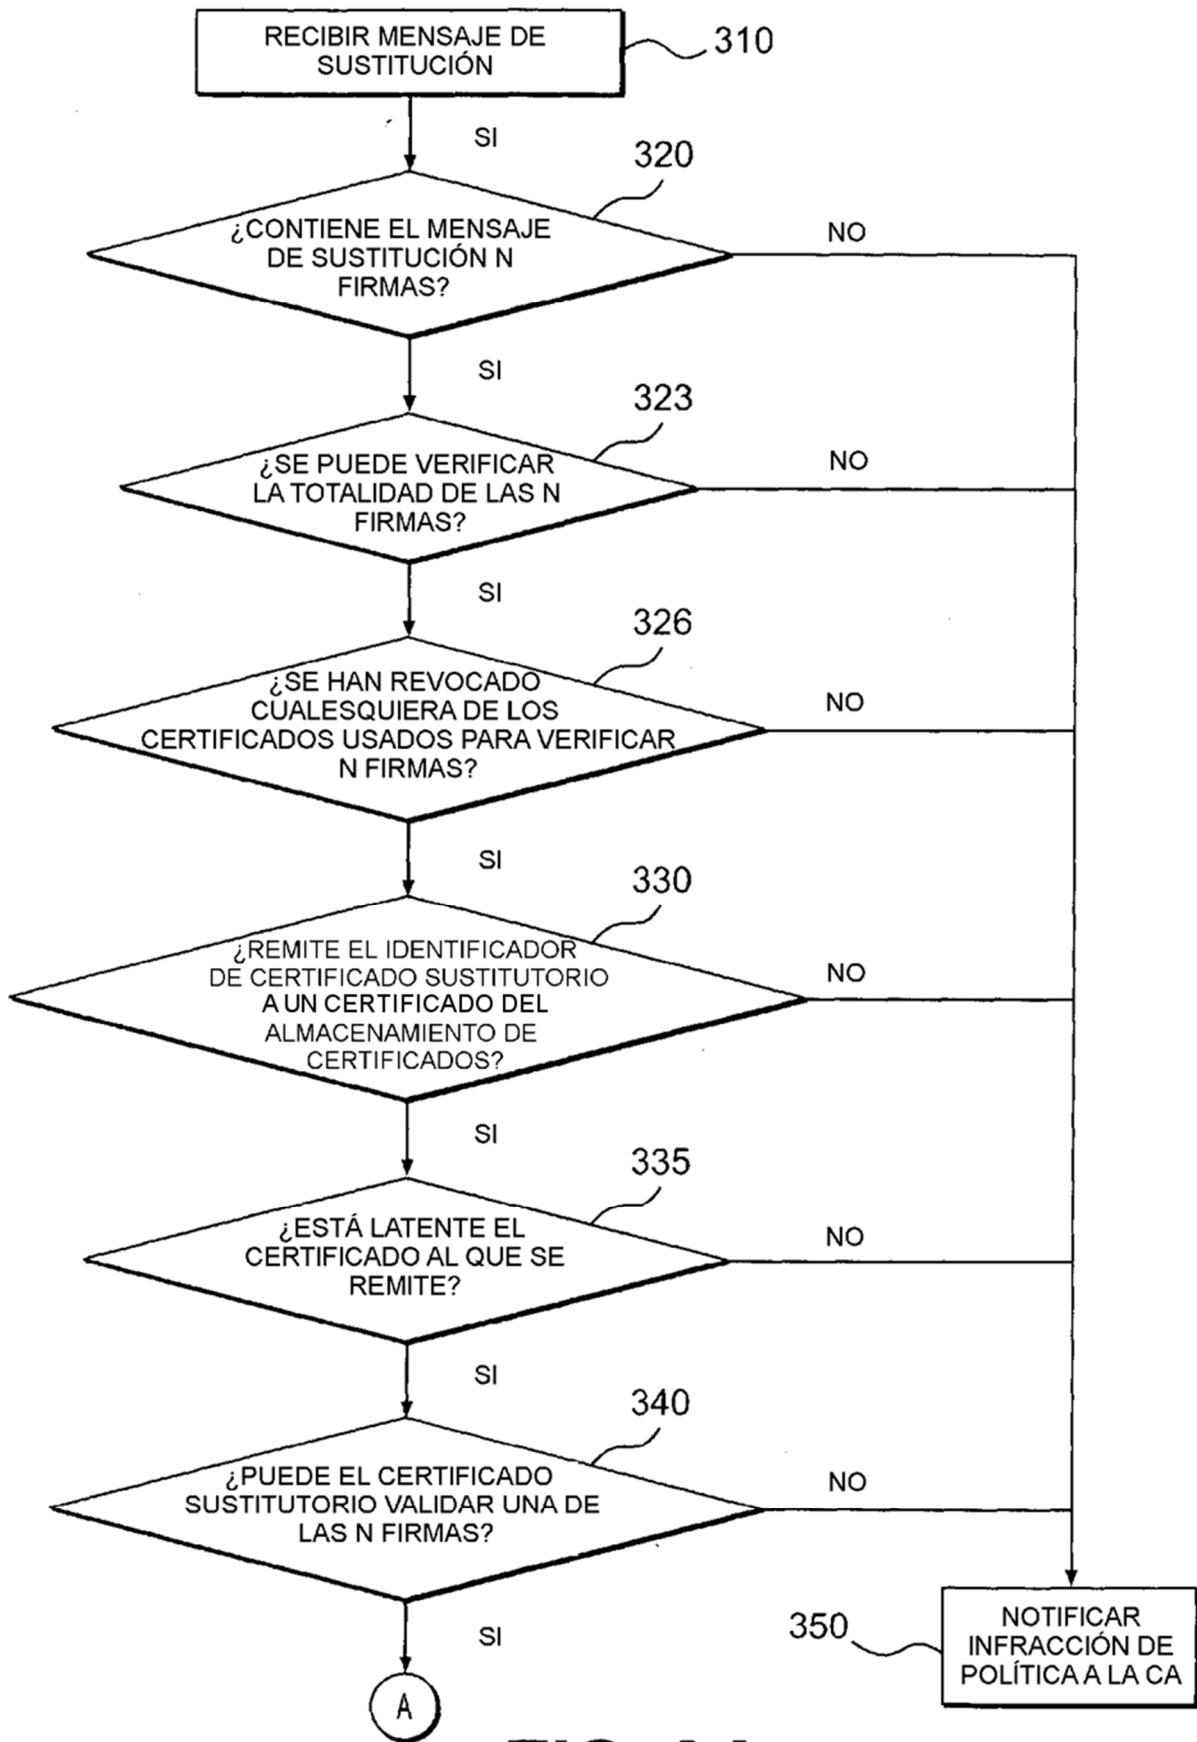 RECIBIR MENSAJE DE
SUSTITUCIÓN
310
SI
320
¿CONTIENE EL MENSAJE
DE SUSTITUCIÓN N
FIRMAS?
NO
SI
323
¿SE PUEDE VERIFICAR
LA TOTALIDAD DE LAS N
FIRMAS?
NO
SI
326
¿SE HAN REVOCADO
CUALESQUIERA DE LOS
CERTIFICADOS USADOS PARA VERIFICAR
N FIRMAS?
NO
SI
330
¿REMITE EL IDENTIFICADOR
DE CERTIFICADO SUSTITUTORIO
A UN CERTIFICADO DEL
ALMACENAMIENTO DE
CERTIFICADOS?
NO
SI
335
¿ESTÁ LATENTE EL
CERTIFICADO AL QUE SE
REMITE?
NO
SI
340
¿PUEDE EL CERTIFICADO
SUSTITUTORIO VALIDAR UNA DE
LAS N FIRMAS?
NO
SI
350
NOTIFICAR
INFRACCIÓN DE
POLÍTICA A LA CA
A